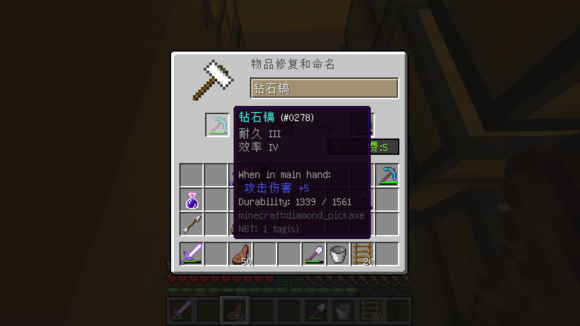 物品修复和命名
钻石镐
钻石镐 (#0278)
耐久 III
效率 IV
费:5
When in main hand:
攻击伤害 +5
Durability: 1339 / 1561
minecraft:diamond_pickaxe
NBT: 1 tag(s)